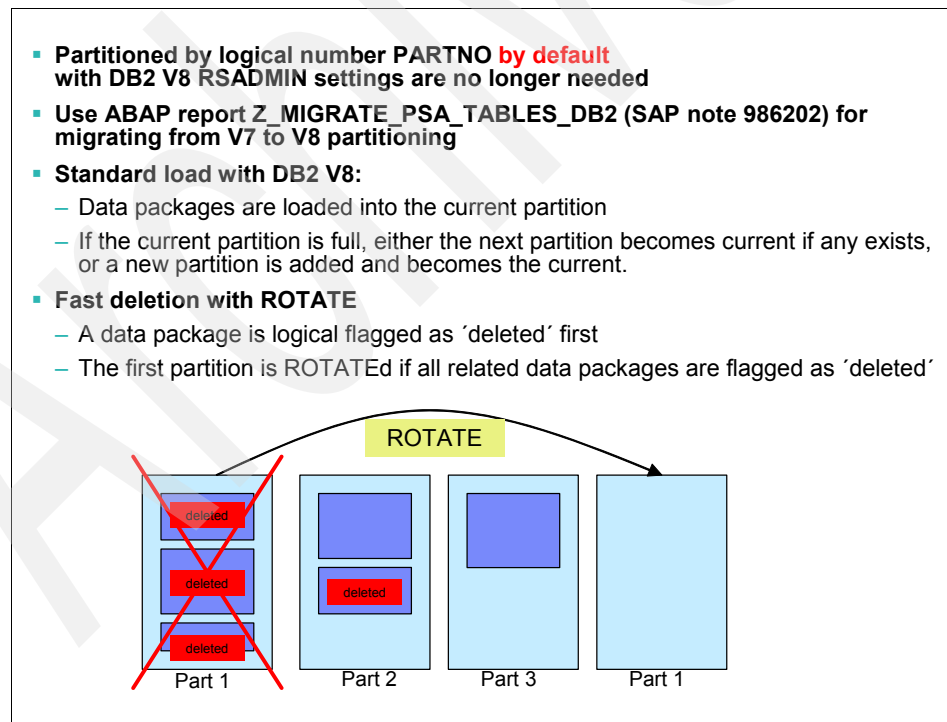 ▪ Partitioned by logical number PARTNO by default
with DB2 V8 RSADMIN settings are no longer needed
▪ Use ABAP report Z_MIGRATE_PSA_TABLES_DB2 (SAP note 986202) for
migrating from V7 to V8 partitioning
▪ Standard load with DB2 V8:
– Data packages are loaded into the current partition
– If the current partition is full, either the next partition becomes current if any exists,
or a new partition is added and becomes the current.
▪ Fast deletion with ROTATE
– A data package is logical flagged as ´deleted´ first
– The first partition is ROTATEd if all related data packages are flagged as ´deleted´
ROTATE
deleted
deleted
deleted
deleted
Part 1
Part 2
Part 3
Part 1